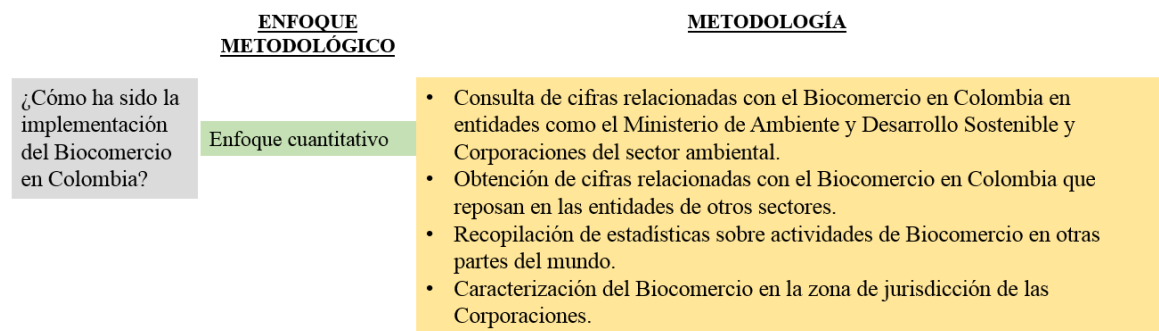 ENFOQUE
METODOLÓGICO
METODOLOGÍA
¿Cómo ha sido la
implementación
del Biocomercio
en Colombia?
Enfoque cuantitativo
• Consulta de cifras relacionadas con el Biocomercio en Colombia en
entidades como el Ministerio de Ambiente y Desarrollo Sostenible y
Corporaciones del sector ambiental.
• Obtención de cifras relacionadas con el Biocomercio en Colombia que
reposan en las entidades de otros sectores.
• Recopilación de estadísticas sobre actividades de Biocomercio en otras
partes del mundo.
• Caracterización del Biocomercio en la zona de jurisdicción de las
Corporaciones.